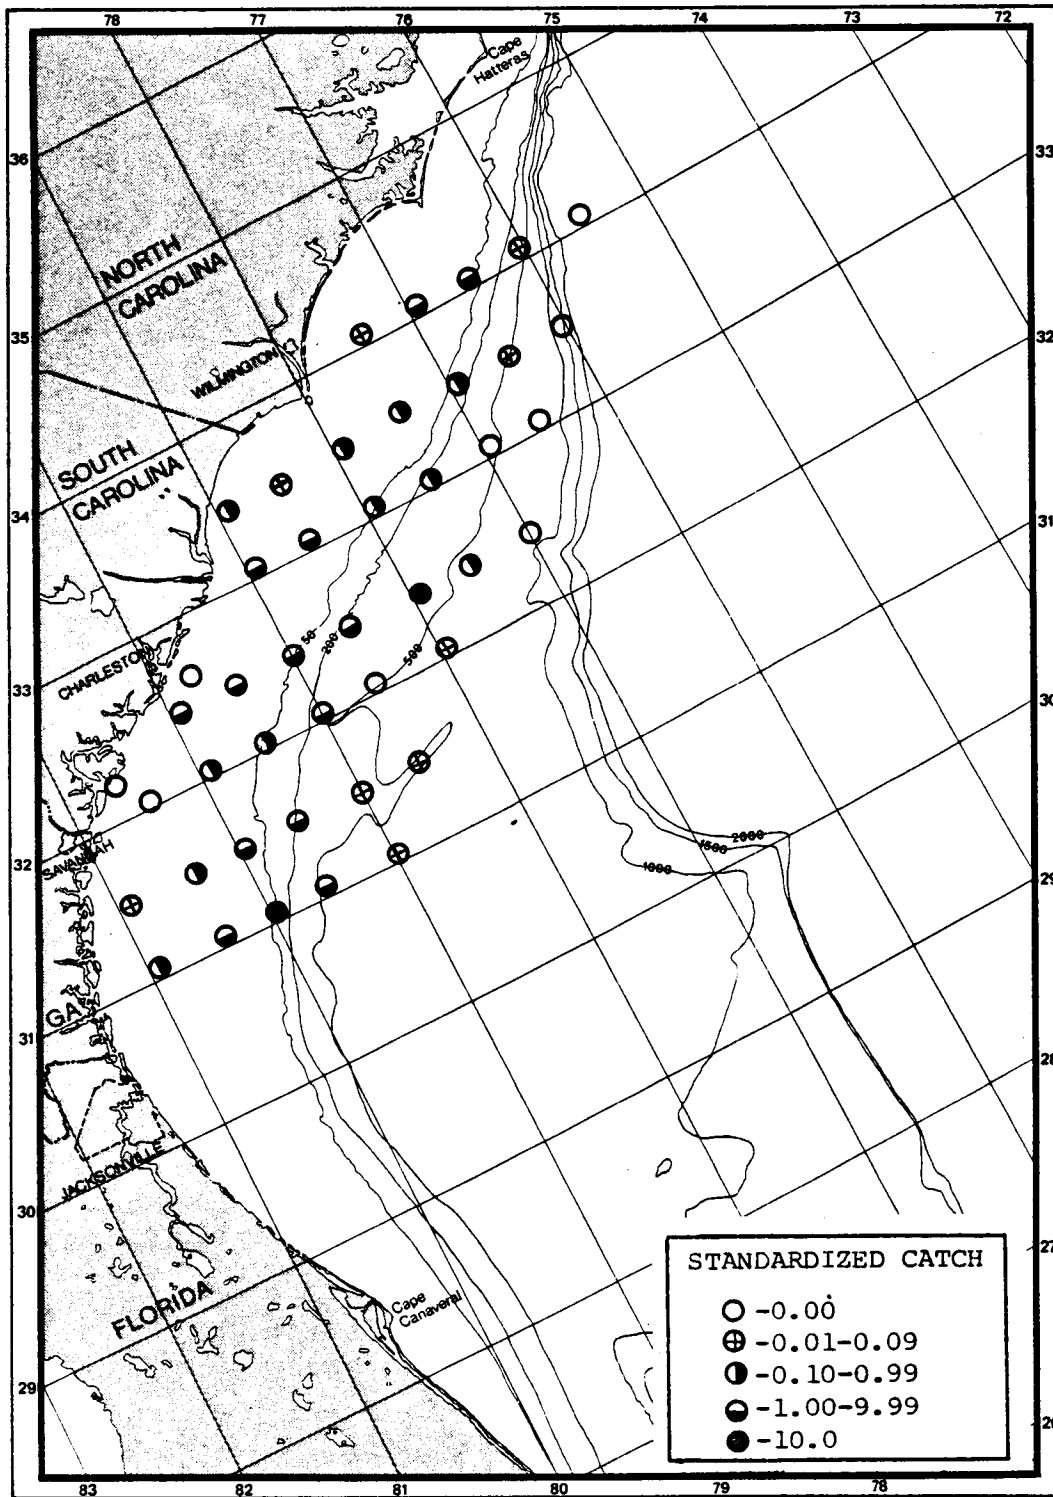 77
76
75
74
73
72
Cape
Hatteras
36
33
NORTH
CAROLINA
78
35
32
WILMINGTON
SOUTH
CAROLINA
34
31
50
200
500
CHARLESTON
33
30
SAVANNAH
32
2000
1500
1000
29
GA
31
28
JACKSONVILLE
30
27
FLORIDA
Cape
Canaveral
29
STANDARDIZED CATCH
-0.00
-0.01-0.09
-0.10-0.99
-1.00-9.99
-10.0
83
82
81
80
79
78